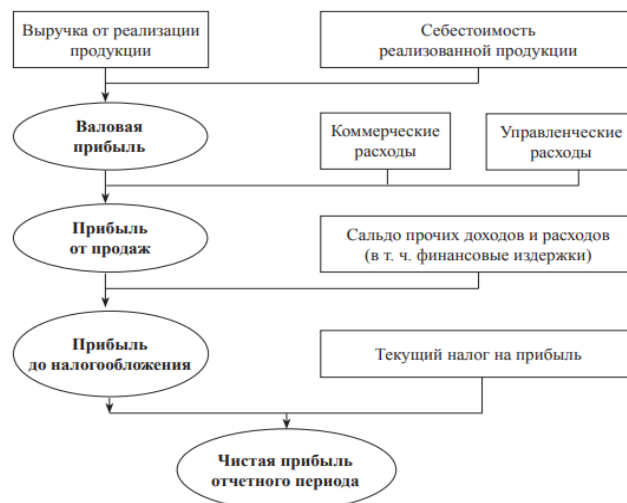 Выручка от реализации
продукции
Себестоимость
реализованной продукции
Валовая
прибыль
Коммерческие
расходы
Управленческие
расходы
Прибыль
от продаж
Сальдо прочих доходов и расходов
(в т. ч. финансовые издержки)
Прибыль
до налогообложения
Текущий налог на прибыль
Чистая прибыль
отчетного периода